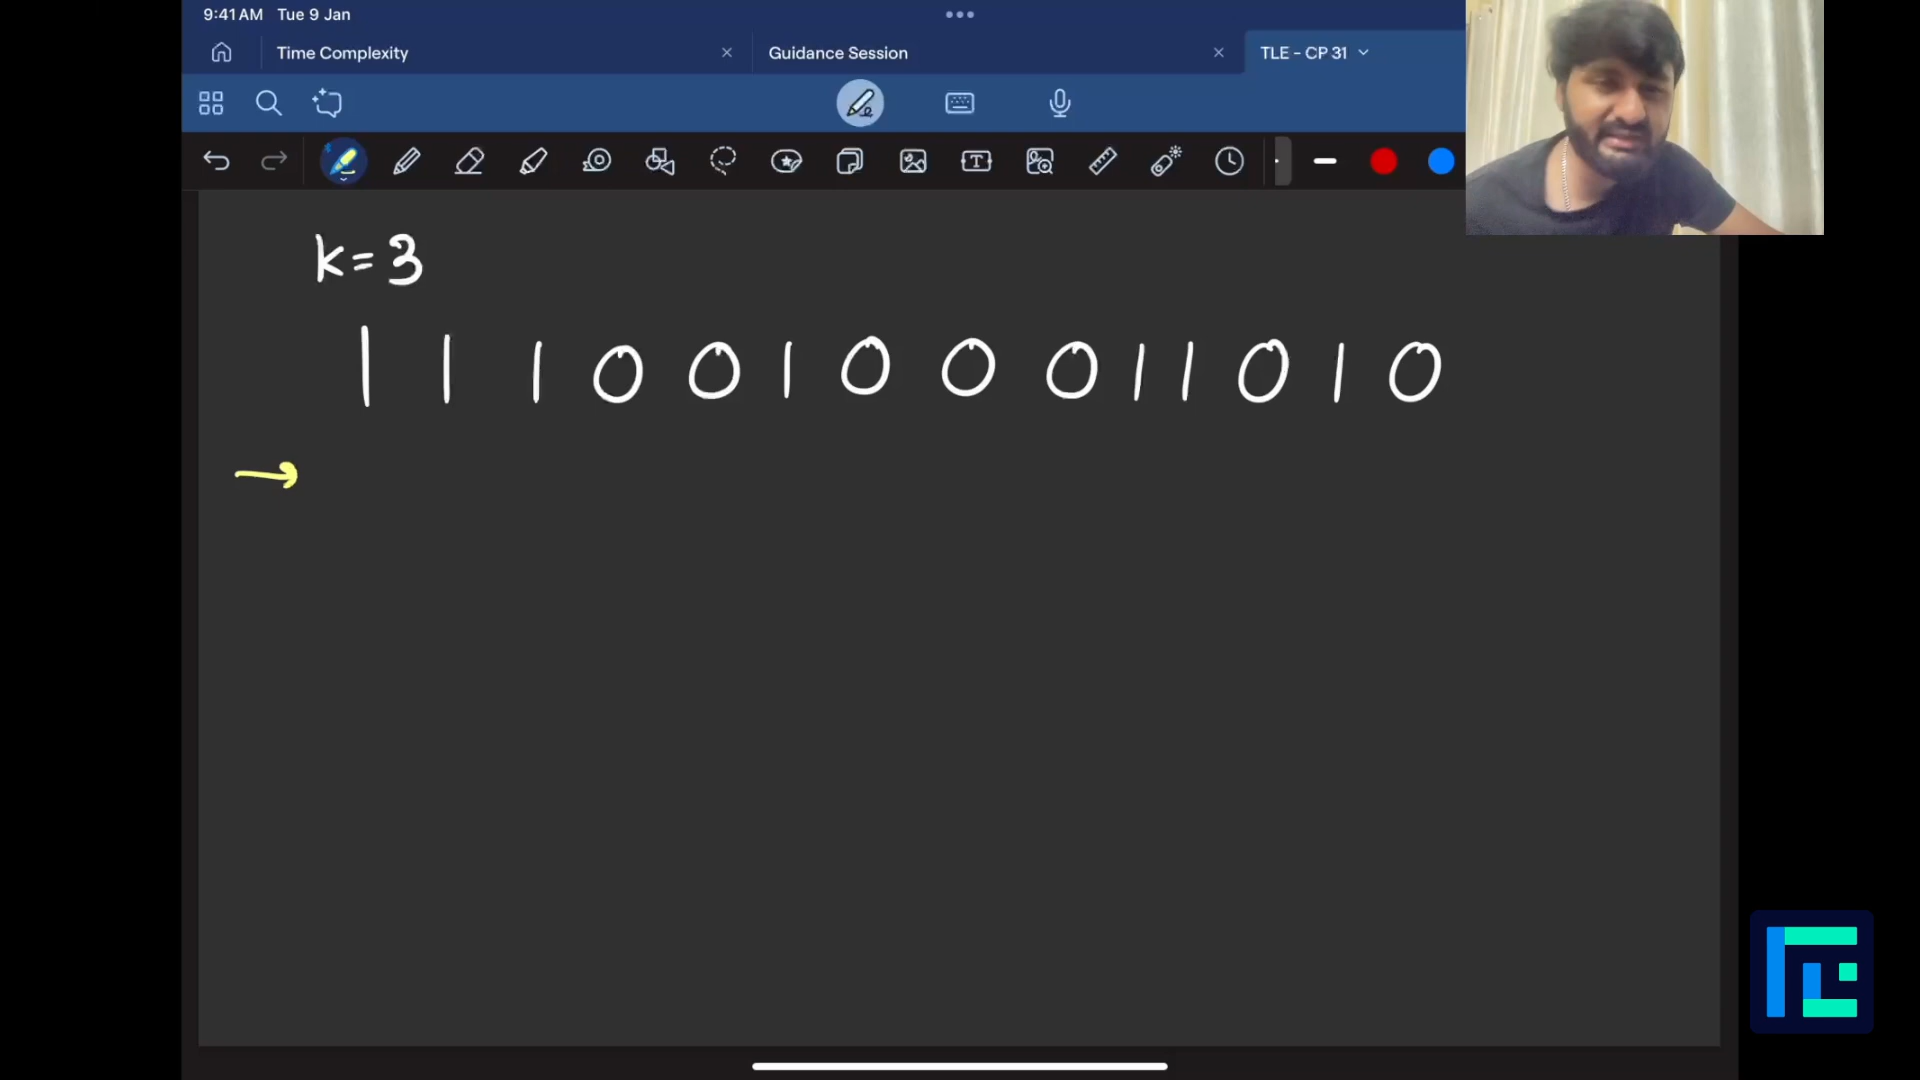 9:41 AM Tue 9 Jan
Time Complexity Guidance Session TLE - CP 31
k=3
1 1 1 0 0 1 0 0 0 1 1 0 1 0
→